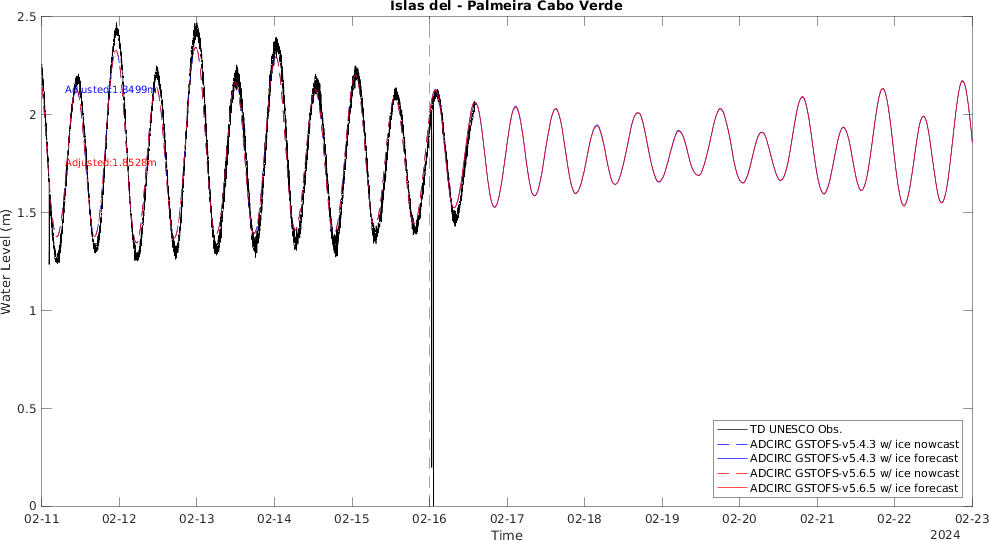 Islas del - Palmeira Cabo Verde
2.5
2
1.5
1
0.5
0
Water Level (m)
Adjusted:1.8499m
Adjusted:1.8528m
TD UNESCO Obs.
ADCIRC GSTOFS-v5.4.3 w/ ice nowcast
ADCIRC GSTOFS-v5.4.3 w/ ice forecast
ADCIRC GSTOFS-v5.6.5 w/ ice nowcast
ADCIRC GSTOFS-v5.6.5 w/ ice forecast
02-11 02-12 02-13 02-14 02-15 02-16 02-17 02-18 02-19 02-20 02-21 02-22 02-23
Time
2024